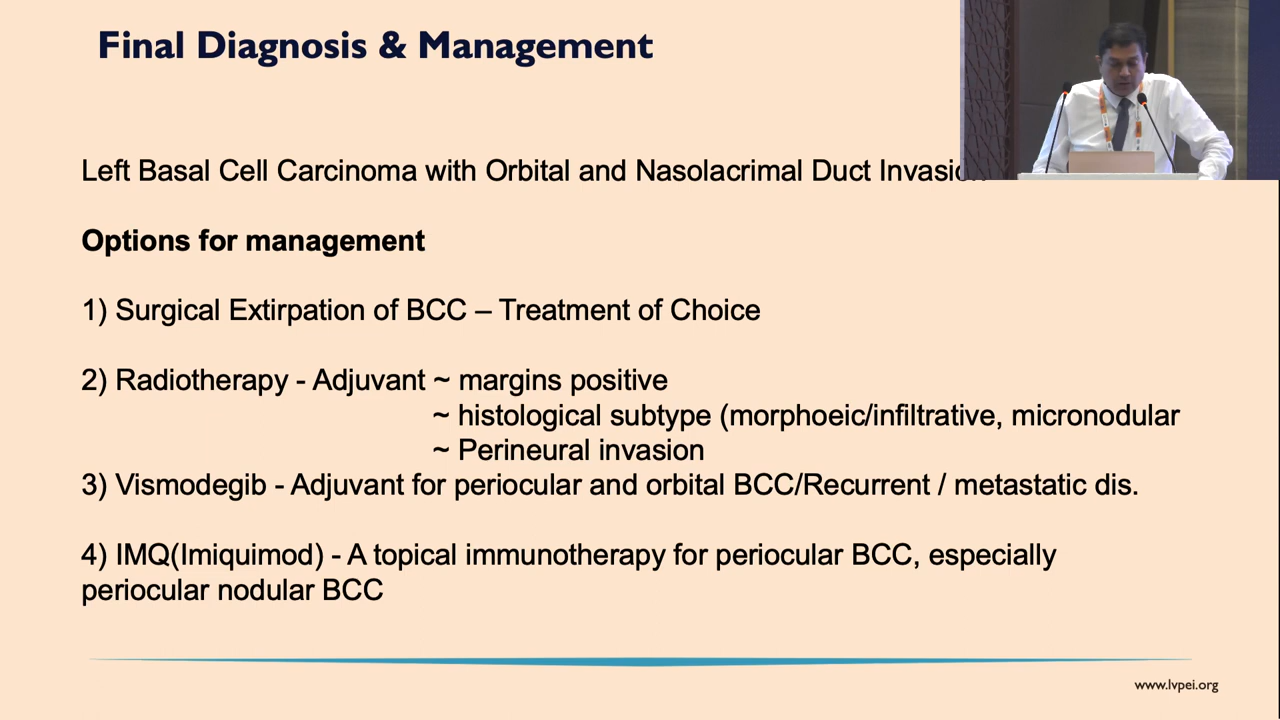 Final Diagnosis & Management
Left Basal Cell Carcinoma with Orbital and Nasolacrimal Duct Invasion
Options for management
1) Surgical Extirpation of BCC – Treatment of Choice
2) Radiotherapy - Adjuvant ~ margins positive
~ histological subtype (morphoeic/infiltrative, micronodular
~ Perineural invasion
3) Vismodegib - Adjuvant for periocular and orbital BCC/Recurrent / metastatic dis.
4) IMQ(Imiquimod) - A topical immunotherapy for periocular BCC, especially
periocular nodular BCC
www.lvpei.org